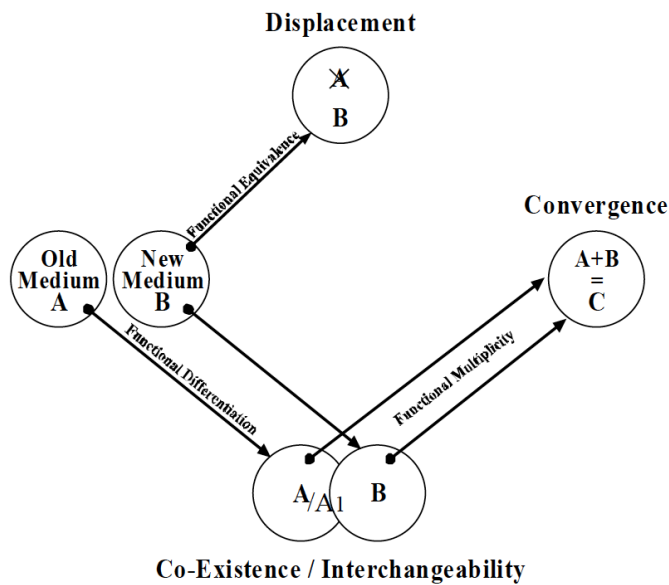 Displacement
A
B
Functional Equivalence
Convergence
A+B
=
C
Old
Medium
A
New
Medium
B
Functional Differentiation
Functional Multiplicity
A/A1
B
Co-Existence / Interchangeability